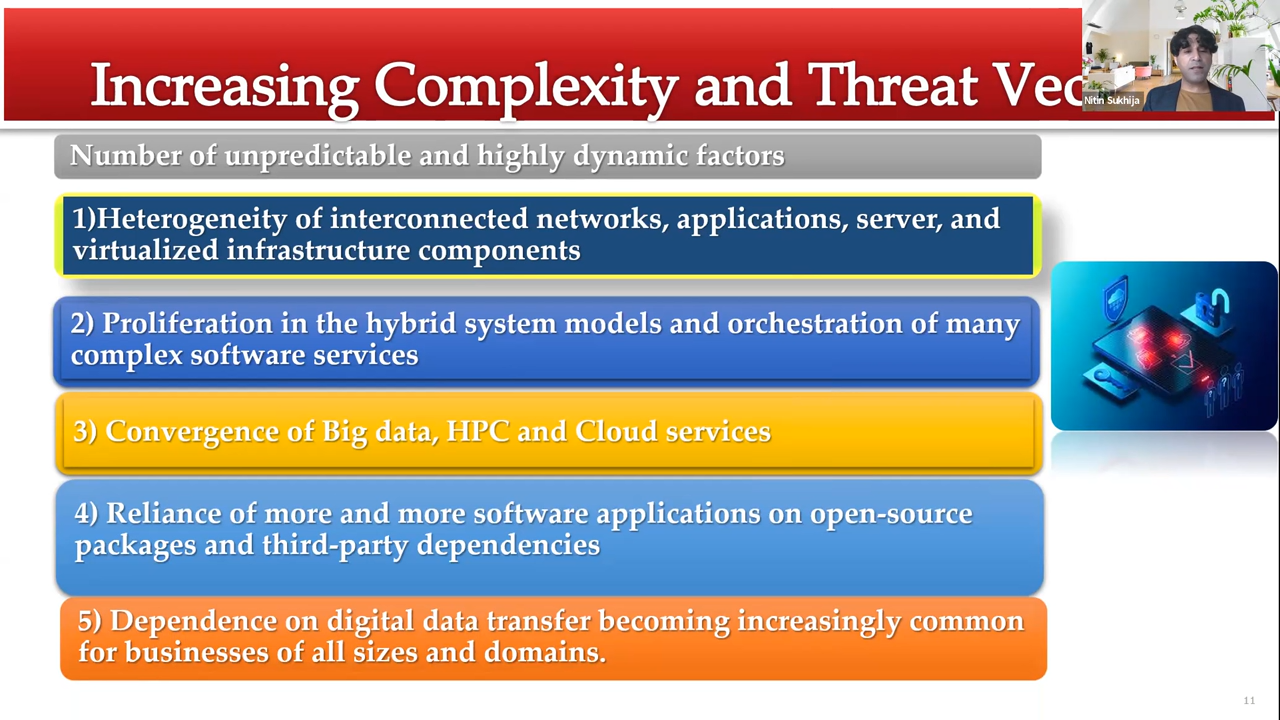 Increasing Complexity and Threat Vec
Nitin Sukhija
Number of unpredictable and highly dynamic factors
1)Heterogeneity of interconnected networks, applications, server, and
virtualized infrastructure components
2) Proliferation in the hybrid system models and orchestration of many
complex software services
3) Convergence of Big data, HPC and Cloud services
4) Reliance of more and more software applications on open-source
packages and third-party dependencies
5) Dependence on digital data transfer becoming increasingly common
for businesses of all sizes and domains.
11